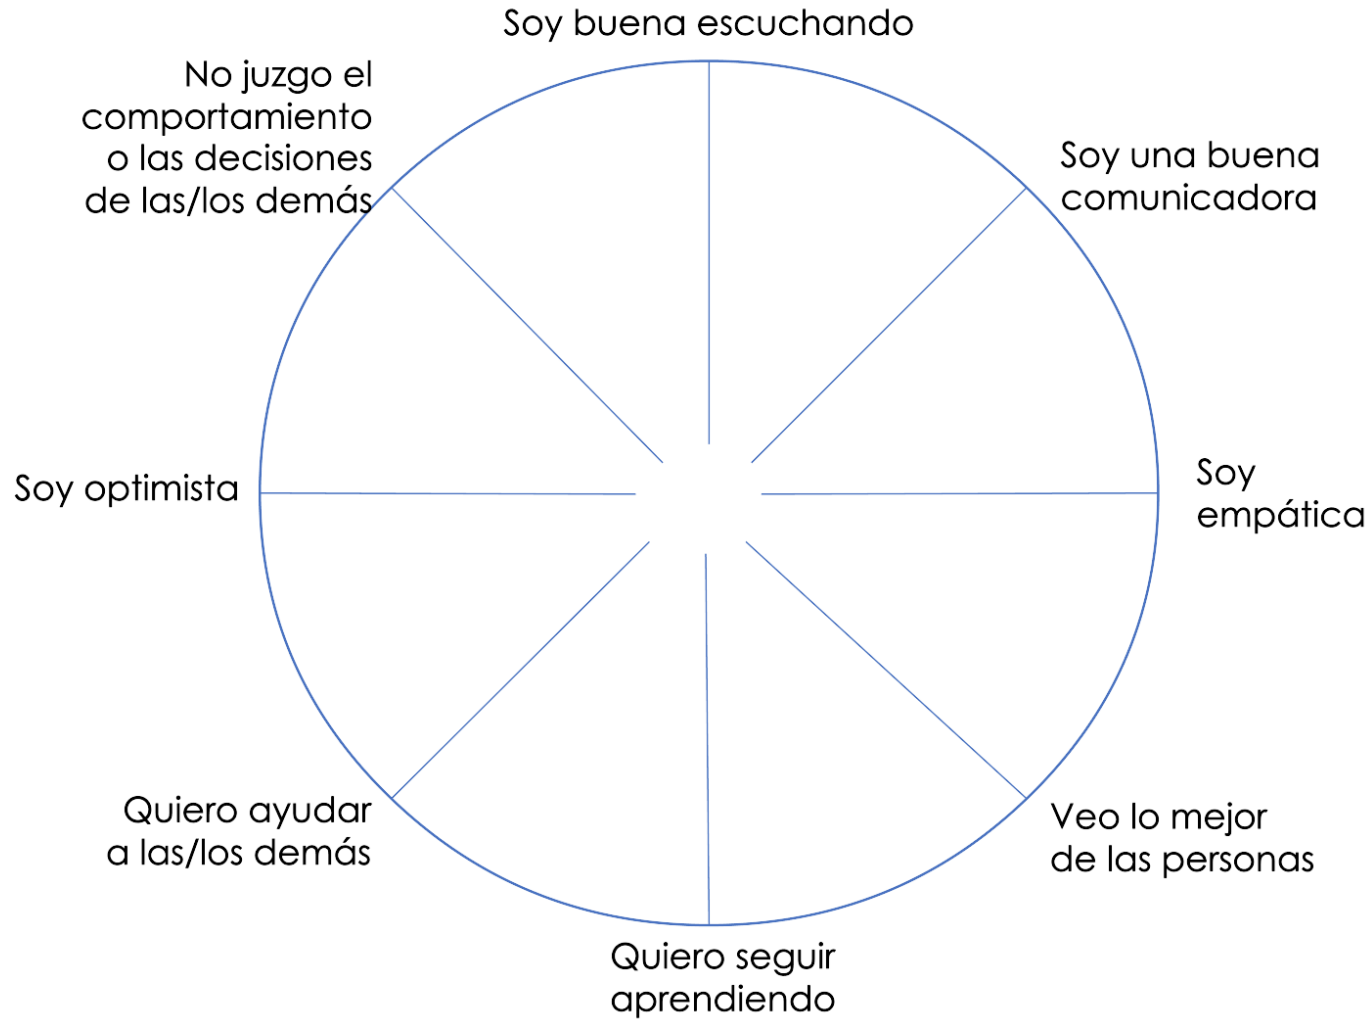 Soy buena escuchando
No juzgo el
comportamiento
o las decisiones
de las/los demás
Soy una buena
comunicadora
Soy optimista
Soy
empática
Quiero ayudar
a las/los demás
Veo lo mejor
de las personas
Quiero seguir
aprendiendo